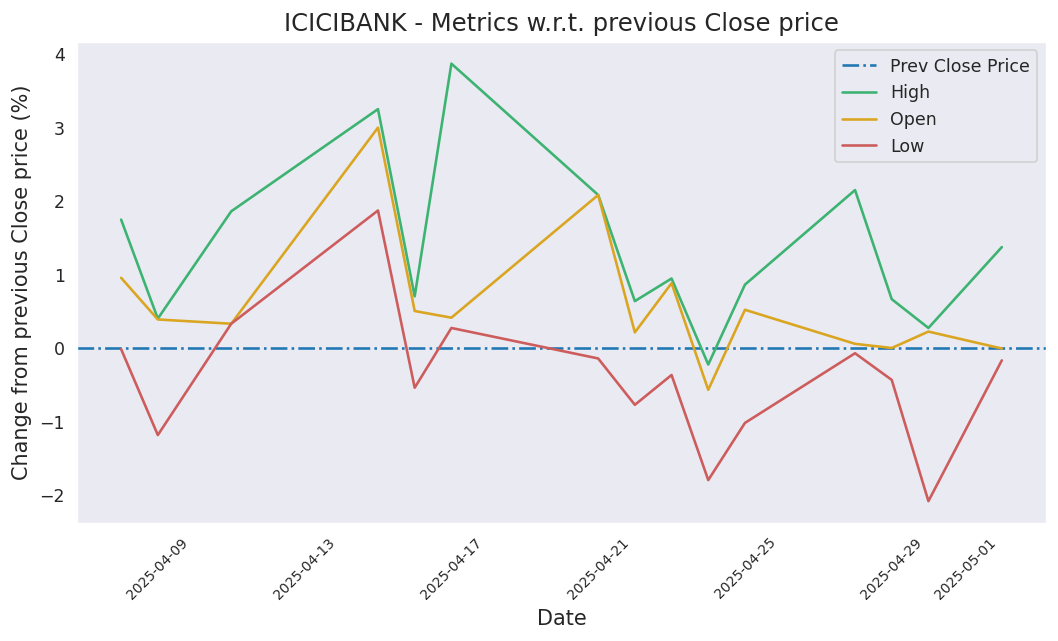 ICICIBANK - Metrics w.r.t. previous Close price
Change from previous Close price (%)
4
3
2
1
0
−1
−2
Prev Close Price
High
Open
Low
2025-04-09
2025-04-13
2025-04-17
2025-04-21
2025-04-25
2025-04-29
2025-05-01
Date